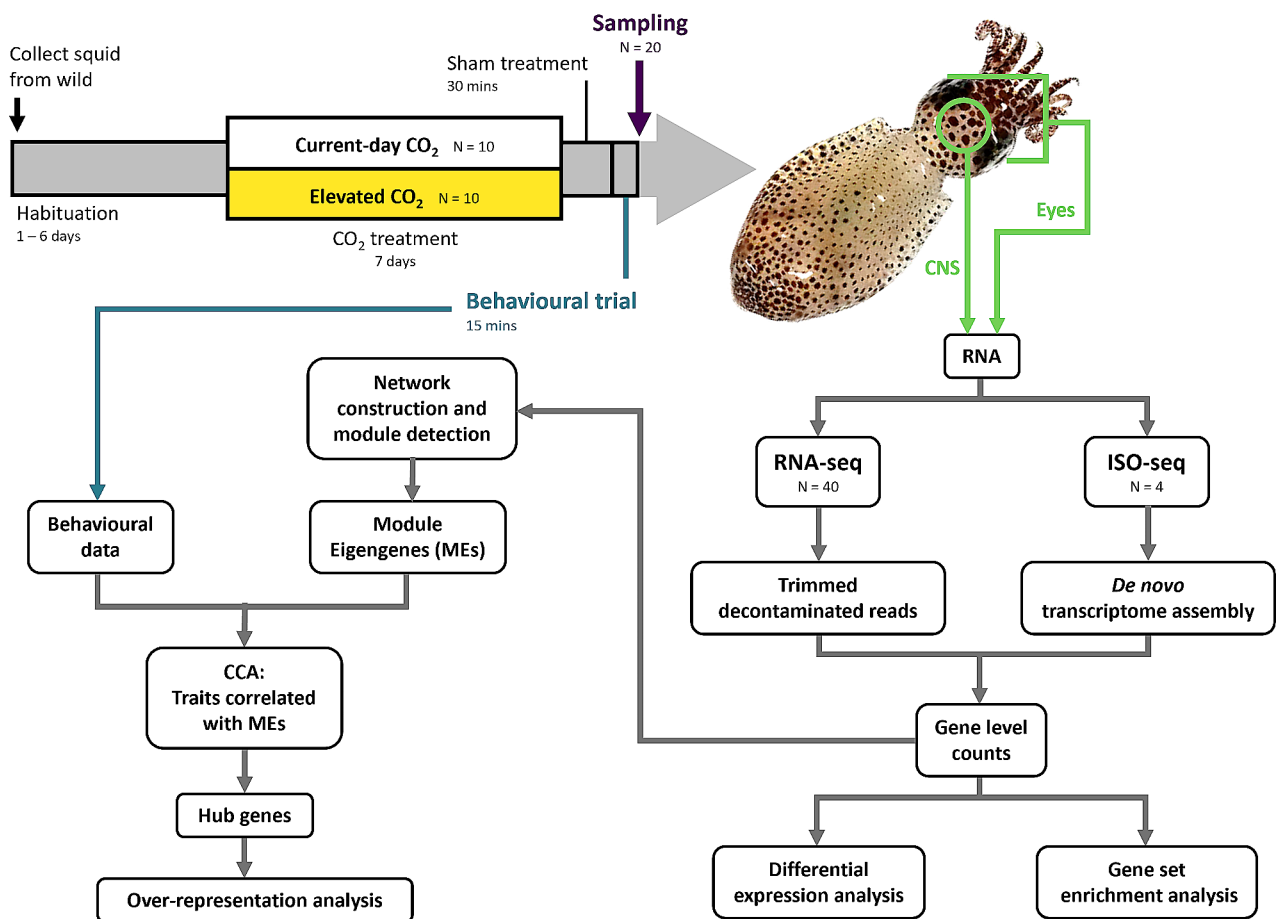 Sampling
N = 20
Collect squid
from wild
Sham treatment
30 mins
Current-day CO₂ N = 10
Elevated CO₂ N = 10
Habituation
1 – 6 days
CO₂ treatment
7 days
Behavioural trial
15 mins
Eyes
CNS
RNA
Network
construction and
module detection
RNA-seq
N = 40
ISO-seq
N = 4
Behavioural
data
Module
Eigengenes (MEs)
Trimmed
decontaminated reads
De novo
transcriptome assembly
CCA:
Traits correlated
with MEs
Gene level
counts
Hub genes
Differential
expression analysis
Gene set
enrichment analysis
Over-representation analysis